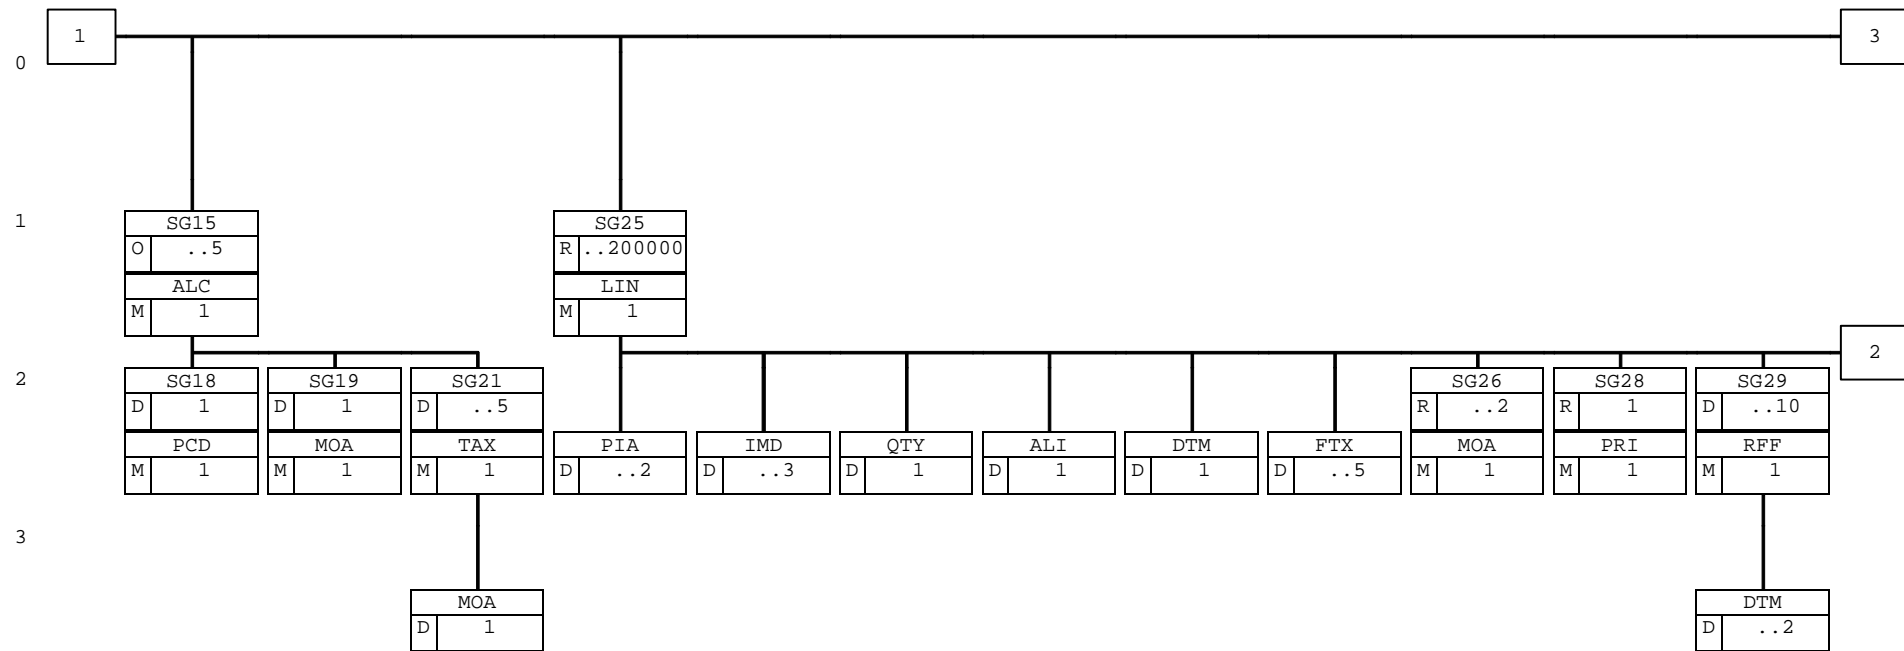 1 3
0
1 SG15 SG25
O ..5 R ..200000
ALC LIN
M 1 M 1
2
2 SG18 SG19 SG21 SG26 SG28 SG29
D 1 D 1 D ..5 R ..2 R 1 D ..10
PCD MOA TAX PIA IMD QTY ALI DTM FTX MOA PRI RFF
M 1 M 1 M 1 D ..2 D ..3 D 1 D 1 D 1 D ..5 M 1 M 1 M 1
3
MOA DTM
D 1 D ..2